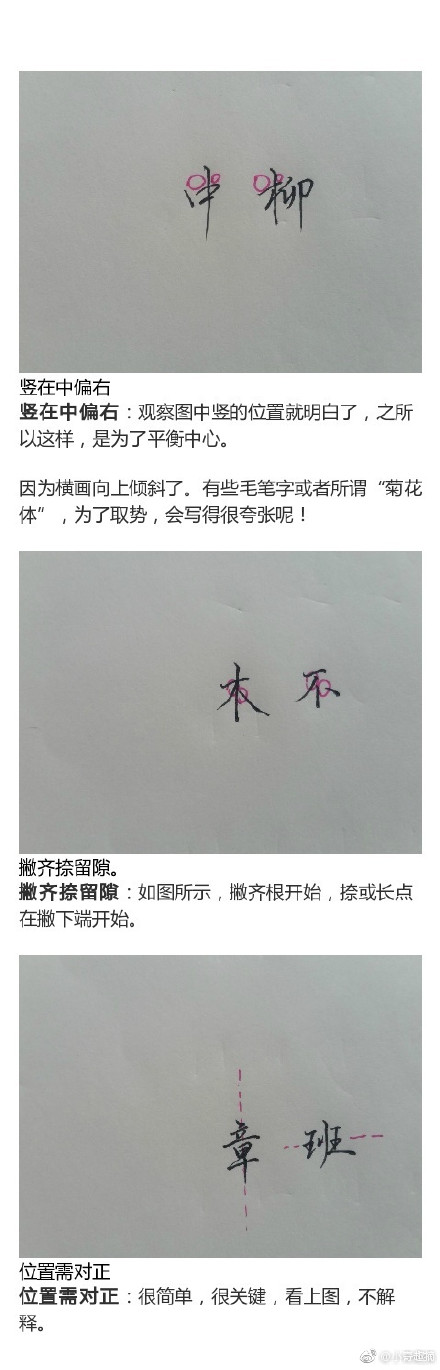 冲 柳
竖在中偏右
竖在中偏右：观察图中竖的位置就明白了，之所
以这样，是为了平衡中心。
因为横画向上倾斜了。有些毛笔字或者所谓“菊花
体”，为了取势，会写得很夸张呢！
木 不
撇齐捺留隙。
撇齐捺留隙：如图所示，撇齐根开始，捺或长点
在撇下端开始。
章 班
位置需对正
位置需对正：很简单，很关键，看上图，不解
释。